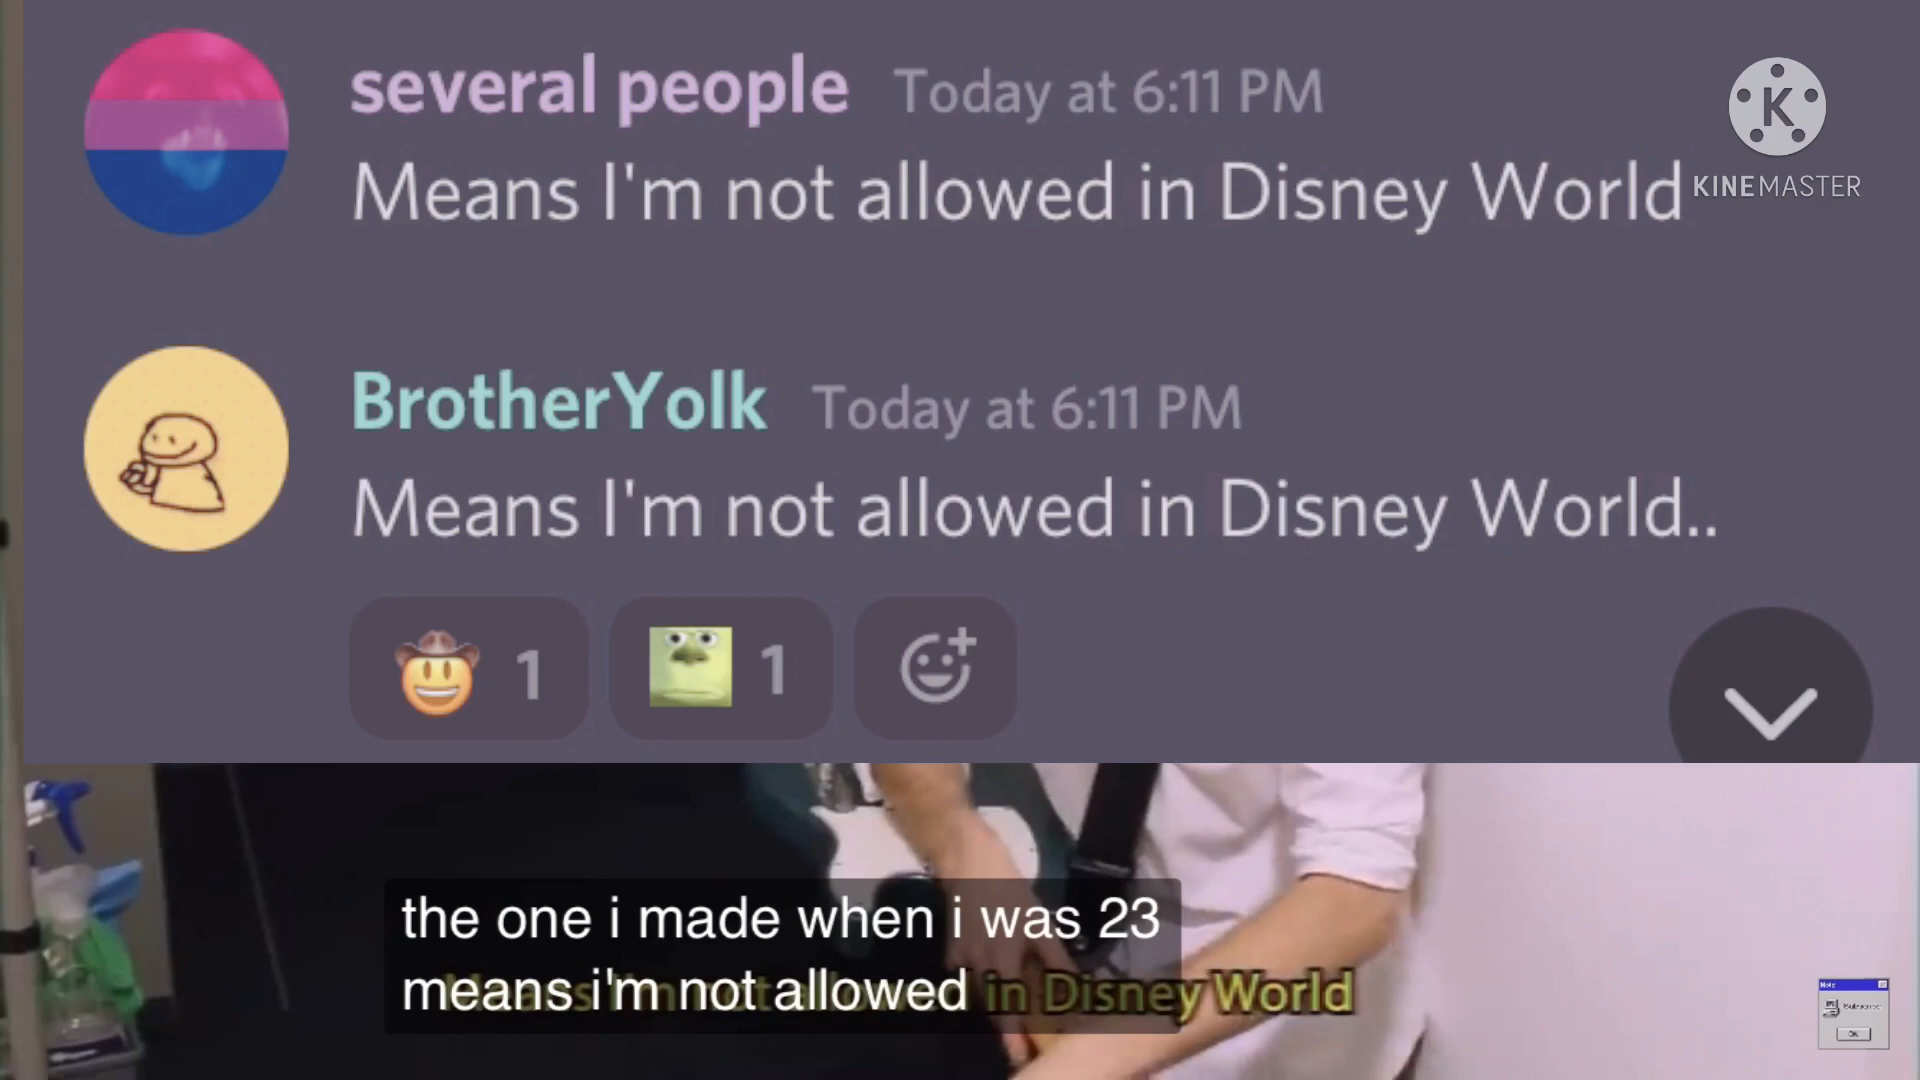 several people Today at 6:11 PM
Means I'm not allowed in Disney World
K
KINEMASTER
BrotherYolk Today at 6:11 PM
Means I'm not allowed in Disney World..
1 1
the one i made when i was 23
means i'm not allowed
in Disney World
OK